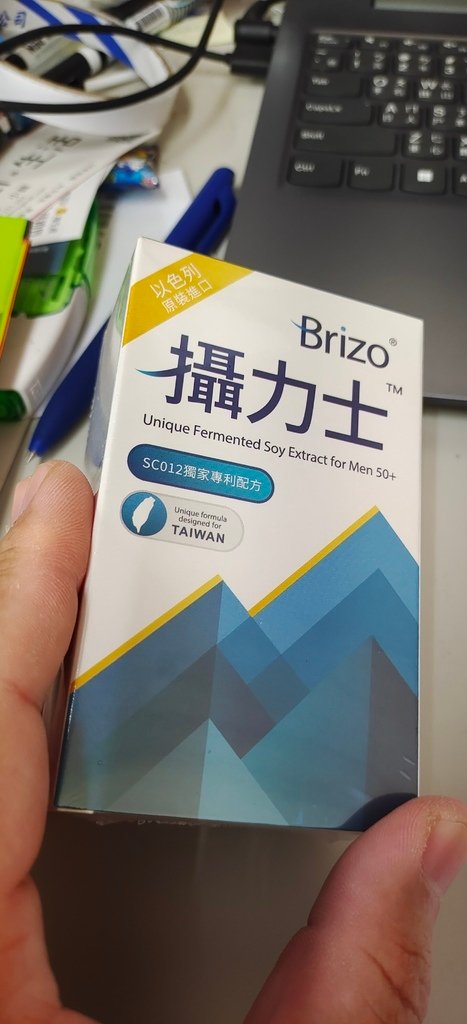 以色列
原裝進口
Brizo®
攝力士™
Unique Fermented Soy Extract for Men 50+
SC012獨家專利配方
Unique formula
designed for
TAIWAN